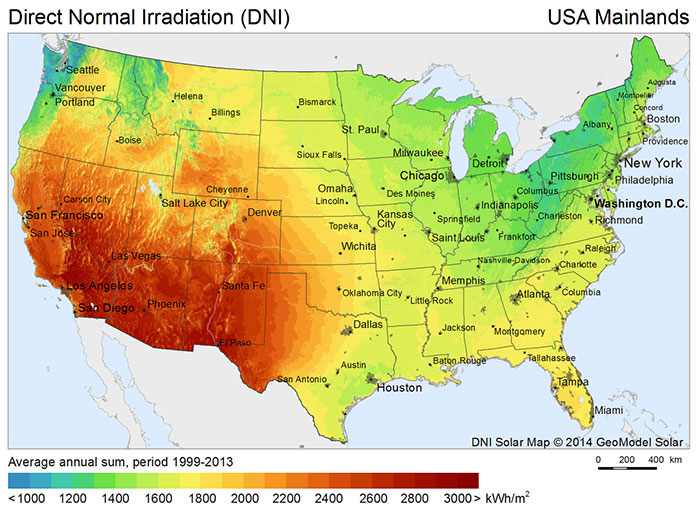 Direct Normal Irradiation (DNI)
USA Mainlands
Seattle
Vancouver
Portland
Helena
Billings
Bismarck
Boise
St. Paul
Sioux Falls
Milwaukee
Chicago
Detroit
Augusta
Montpelier
Concord
Albany
Boston
Providence
New York
Philadelphia
Pittsburgh
Columbus
Washington D.C.
Richmond
Charleston
Indianapolis
Springfield
Des Moines
Omaha
Lincoln
Cheyenne
Salt Lake City
Carson City
San Francisco
San José
Denver
Topeka
Kansas
City
Saint Louis
Frankfort
Wichita
Las Vegas
Los Angeles
San Diego
Phoenix
Santa Fe
El Paso
Oklahoma City
Little Rock
Memphis
Nashville-Davidson
Raleigh
Charlotte
Columbia
Atlanta
Dallas
Jackson
Montgomery
Tallahassee
Baton Rouge
Austin
San Antonio
Houston
Tampa
Miami
DNI Solar Map © 2014 GeoModel Solar
Average annual sum, period 1999-2013
<1000 1200 1400 1600 1800 2000 2200 2400 2600 2800 3000> kWh/m²
0 200 400 km